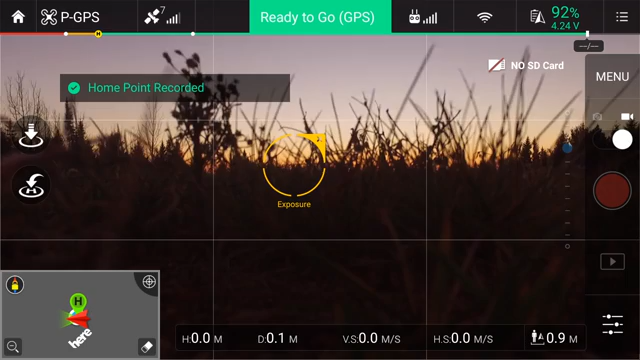 P-GPS
7
Ready to Go (GPS)
92%
4.24 V
H
--/--
NO SD Card
MENU
Home Point Recorded
Exposure
H
H
here
H:0.0 M
D:0.1 M
V.S:0.0 M/S
H.S:0.0 M/S
0.9 M